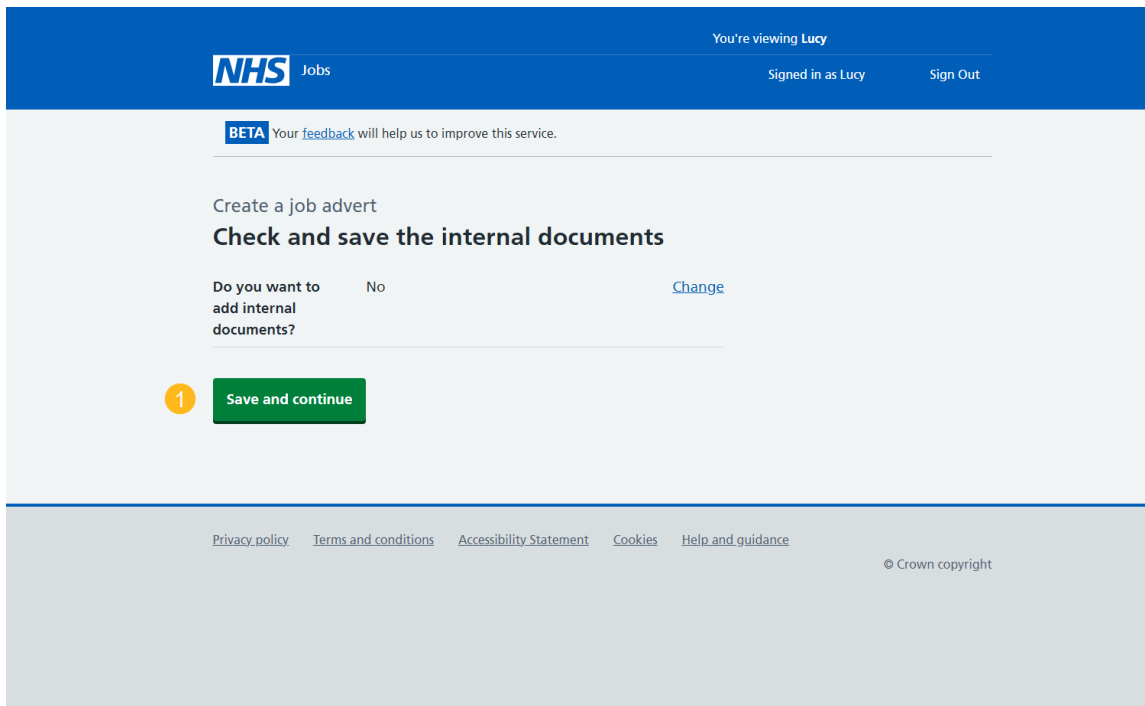 You're viewing Lucy
NHS Jobs
Signed in as Lucy Sign Out
BETA Your feedback will help us to improve this service.
Create a job advert
Check and save the internal documents
Do you want to No Change
add internal
documents?
1 Save and continue
Privacy policy Terms and conditions Accessibility Statement Cookies Help and guidance
© Crown copyright